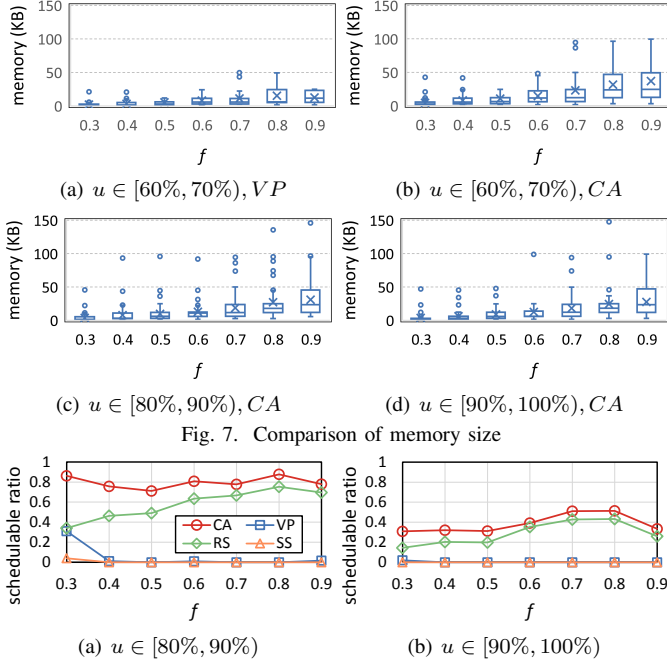 memory (KB)
150
100
50
0
0.3 0.4 0.5 0.6 0.7 0.8 0.9
f
(a) u ∈ [60%, 70%), VP
memory (KB)
150
100
50
0
0.3 0.4 0.5 0.6 0.7 0.8 0.9
f
(b) u ∈ [60%, 70%), CA
memory (KB)
150
100
50
0
0.3 0.4 0.5 0.6 0.7 0.8 0.9
f
(c) u ∈ [80%, 90%), CA
memory (KB)
150
100
50
0
0.3 0.4 0.5 0.6 0.7 0.8 0.9
f
(d) u ∈ [90%, 100%), CA
Fig. 7. Comparison of memory size
schedulable ratio
1
0.8
0.6
0.4
0.2
0
CA VP
RS SS
0.3 0.4 0.5 0.6 0.7 0.8 0.9
f
(a) u ∈ [80%, 90%)
schedulable ratio
1
0.8
0.6
0.4
0.2
0
0.3 0.4 0.5 0.6 0.7 0.8 0.9
f
(b) u ∈ [90%, 100%)